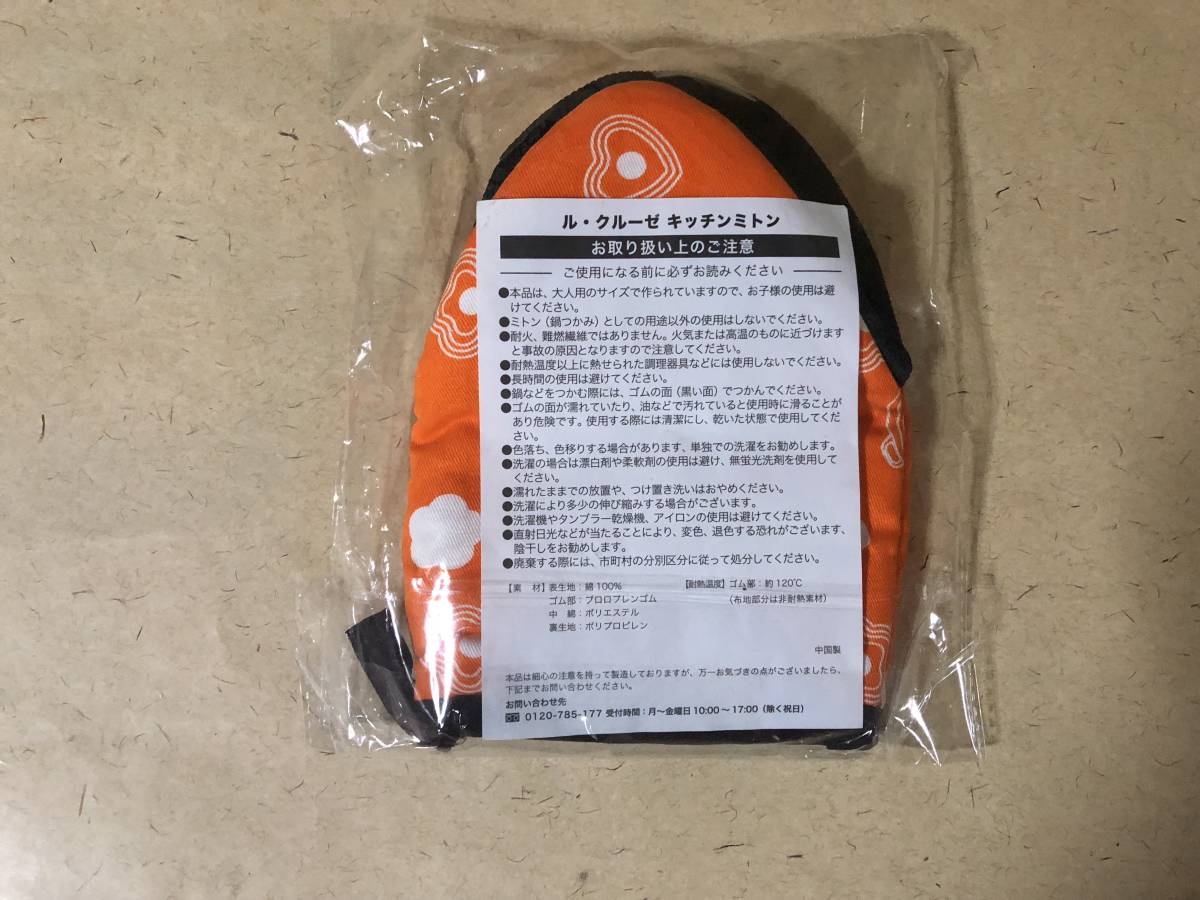 ル・クルーゼ キッチンミトン
お取り扱い上のご注意
ご使用になる前に必ずお読みください
●本品は、大人用のサイズで作られていますので、お子様の使用は避
けてください。
●ミトン(鍋つかみ)としての用途以外の使用はしないでください。
●耐火、難燃繊維ではありません。火気または高温のものに近づけます
と事故の原因となりますので注意してください。
●耐熱温度以上に熱せられた調理器具などには使用しないでください。
●長時間の使用は避けてください。
●鍋などをつかむ際には、ゴムの面(黒い面)でつかんでください。
●ゴムの面が濡れていたり、油などで汚れていると使用時に滑ることが
あり危険です。使用する際には清潔にし、乾いた状態で使用してくだ
さい。
●色落ち、色移りする場合があります、単独での洗濯をお勧めします。
●洗濯の場合は漂白剤や柔軟剤の使用は避け、無蛍光洗剤を使用して
ください。
●濡れたままでの放置や、つけ置き洗いはおやめください。
●洗濯により多少の伸び縮みする場合がございます。
●洗濯機やタンブラー乾燥機、アイロンの使用は避けてください。
●直射日光などが当たることにより、変色、退色する恐れがございます、
陰干しをお勧めします。
●廃棄する際には、市町村の分別区分に従って処分してください。
【素 材】表生地:綿100% 【耐熱温度】ゴム部:約120℃
ゴム部:プロロプレンゴム (布地部分は非耐熱素材)
中 綿:ポリエステル
裏生地:ポリプロピレン
中国製
本品は細心の注意を持って製造しておりますが、万一お気づきの点がございましたら、
下記までお問い合わせください。
お問い合わせ先
0120-785-177 受付時間:月〜金曜日10:00〜17:00(除く祝日)